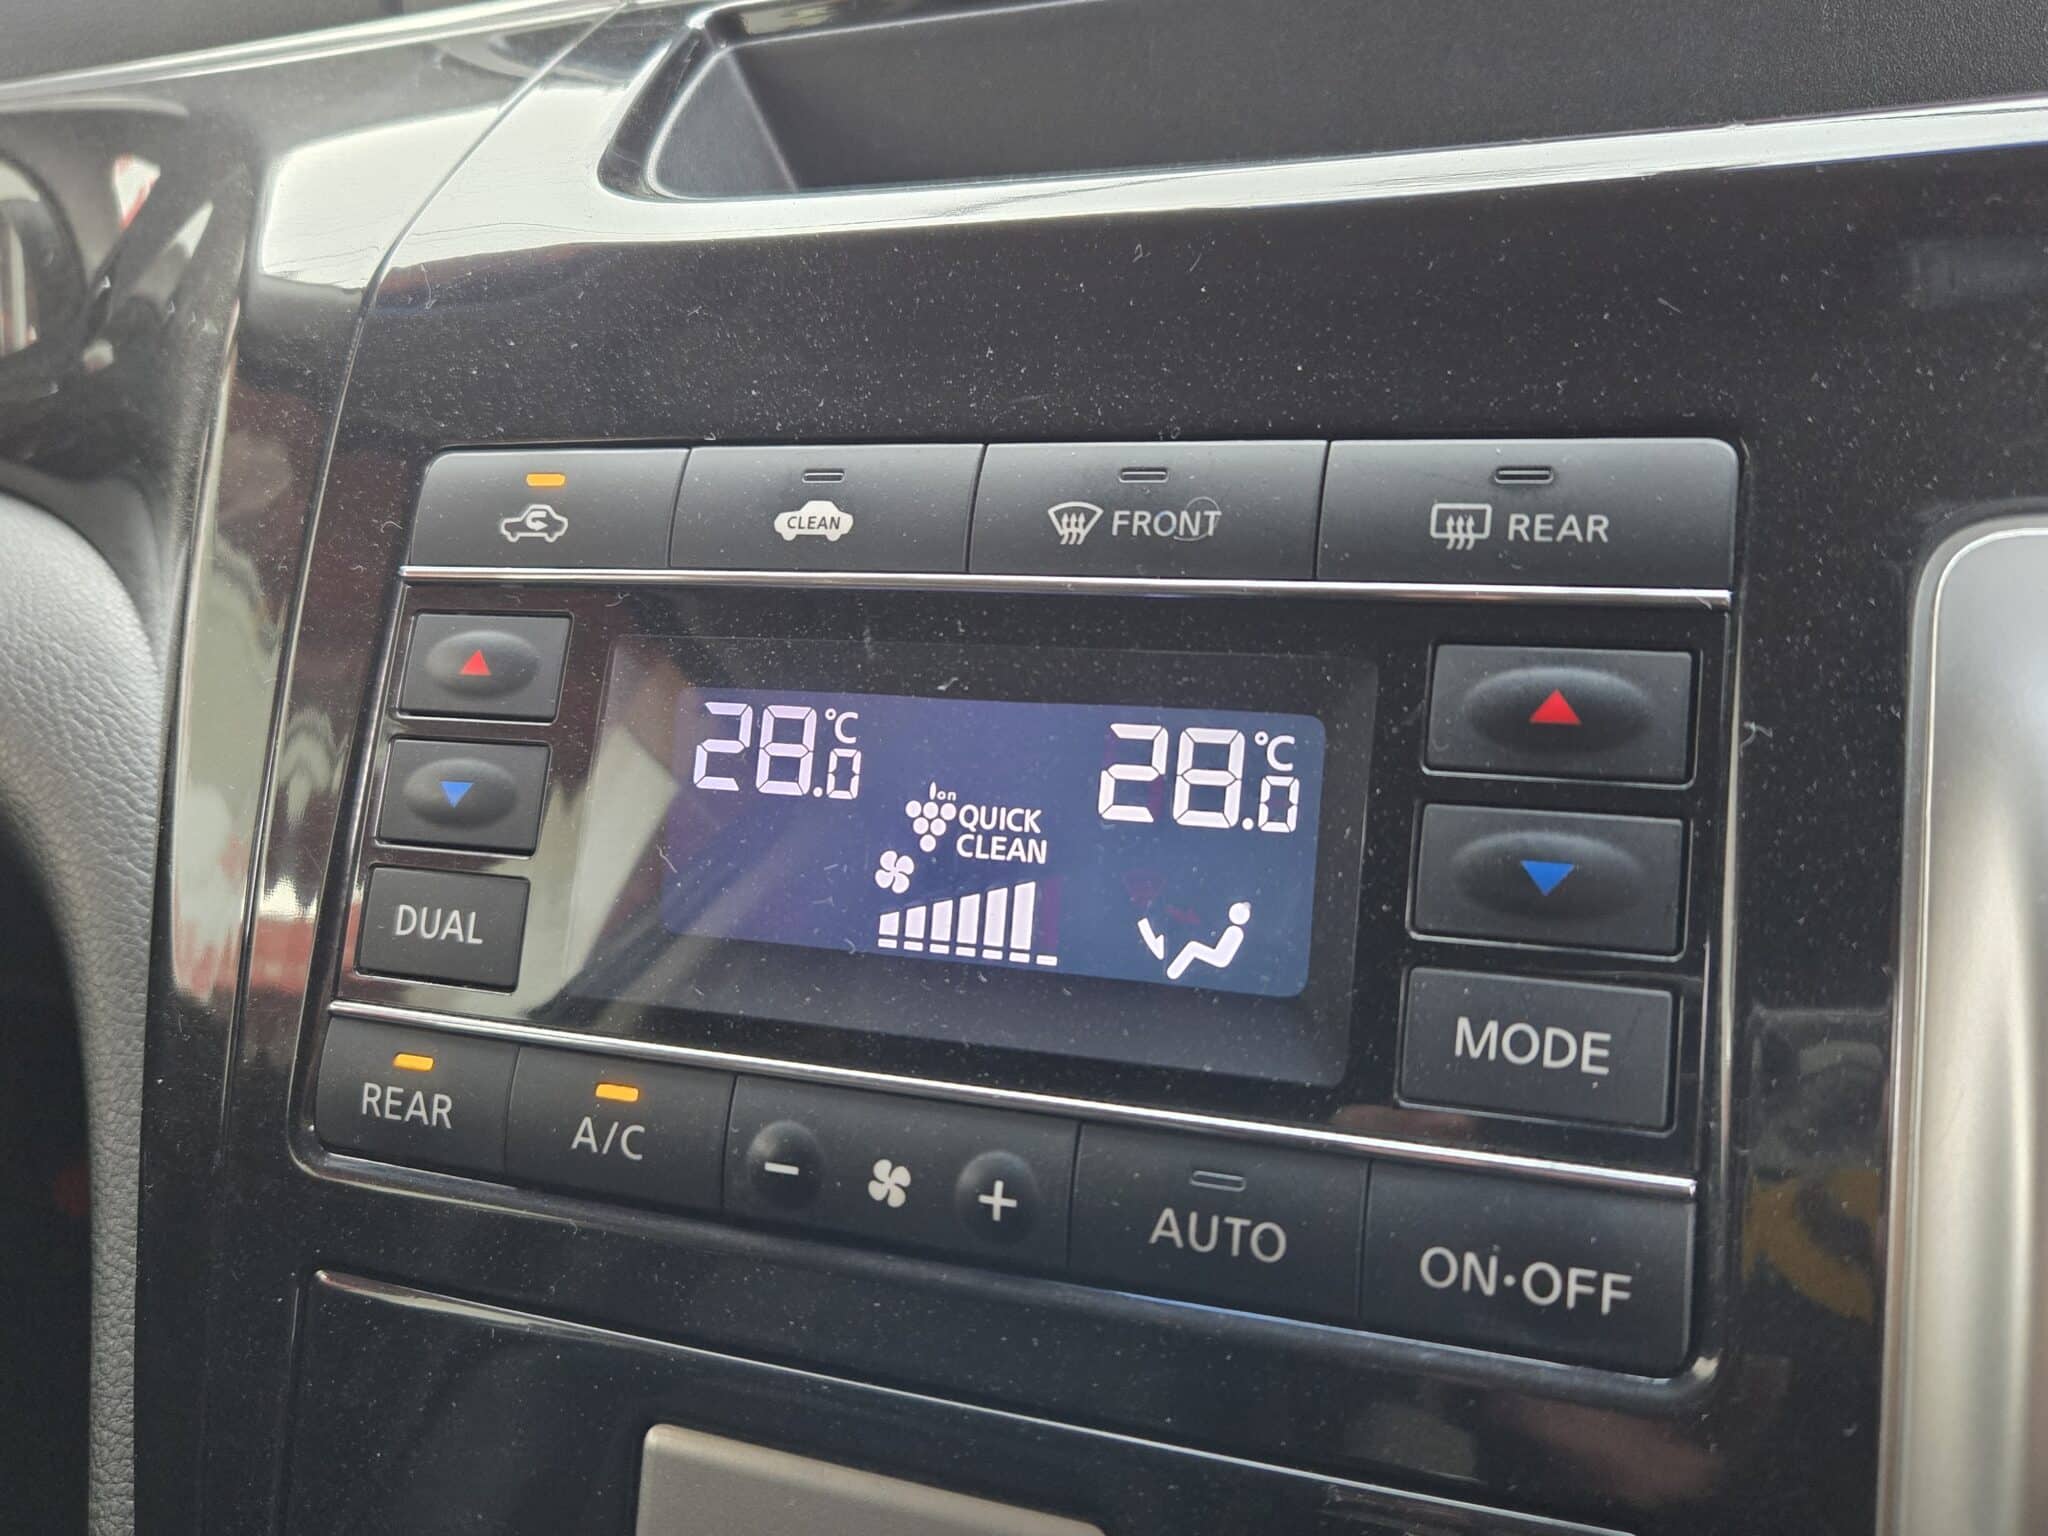 CLEAN
FRONT
REAR
28.0°C
28.0°C
Ion
QUICK
CLEAN
DUAL
MODE
REAR
A/C
- +
AUTO
ON•OFF